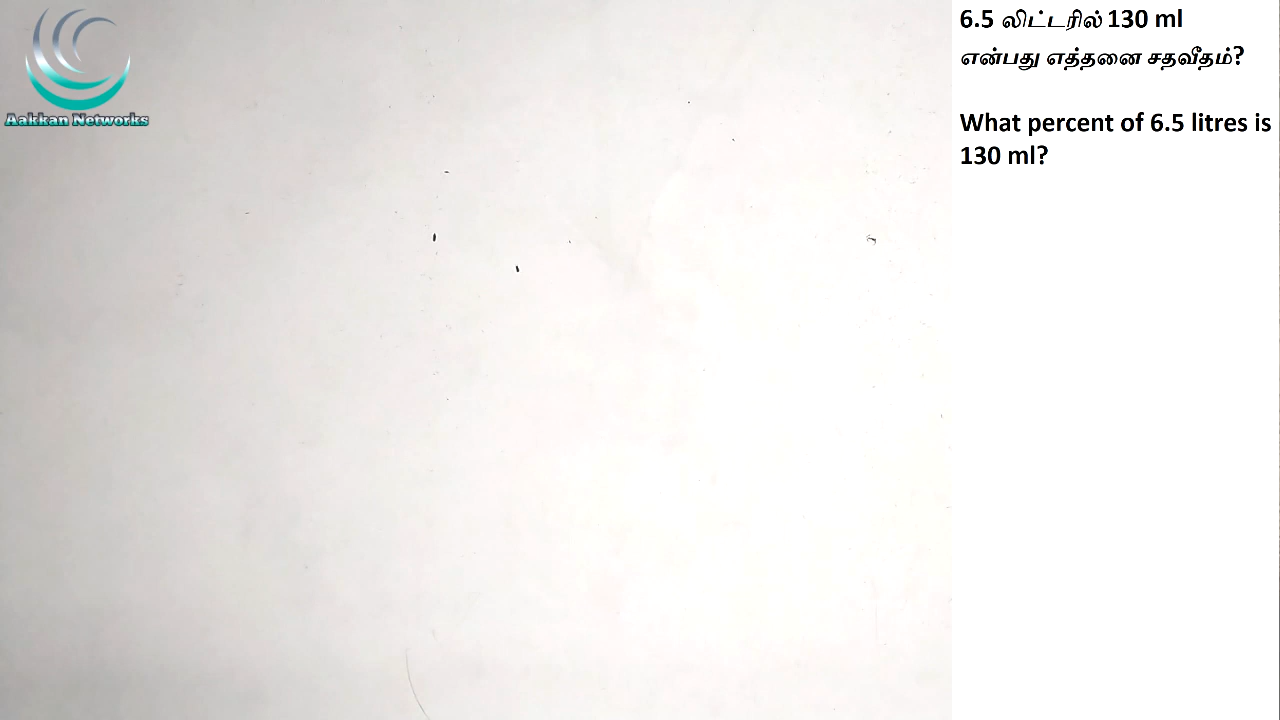 Aakkan Networks
6.5 லிட்டரில் 130 ml
என்பது எத்தனை சதவீதம்?
What percent of 6.5 litres is
130 ml?